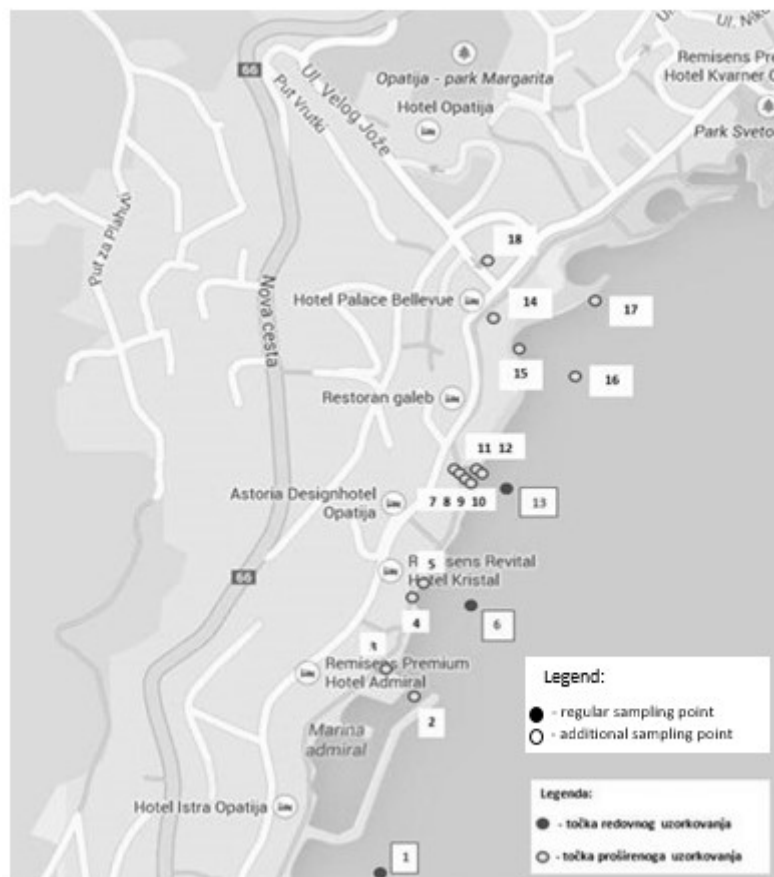 66
Ul. Velog Jože
Put Vrutki
Opatija - park Margarita
Hotel Opatija
Ul. Niko
Remisens Pre
Hotel Kvarner
Park Sveto
Put za Plahuti
Nova cesta
18
Hotel Palace Bellevue
14
17
15
16
Restoran galeb
11 12
Astoria Designhotel
Opatija
7 8 9 10
13
66
5
Revital
Hotel Kristal
4
6
3
Remisens Premium
Hotel Admiral
2
Marina
admiral
Hotel Istra Opatija
1
Legend:
- regular sampling point
- additional sampling point
Legenda:
- točka redovnog uzorkovanja
- točka proširenoga uzorkovanja